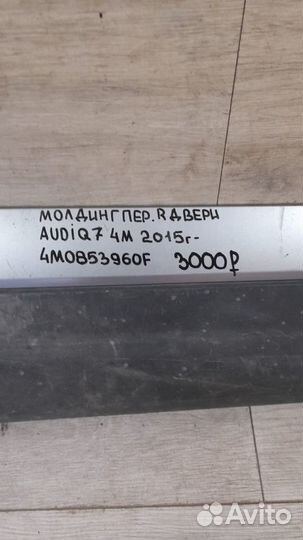 МОЛДИНГ ПЕР. R ДВЕРИ
AUDI Q7 4M 2015г-
4M0853960F 3000₽
Avito